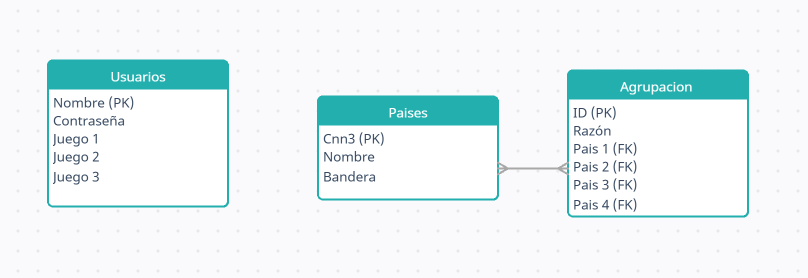 Usuarios
Nombre (PK)
Contraseña
Juego 1
Juego 2
Juego 3
Paises
Cnn3 (PK)
Nombre
Bandera
Agrupacion
ID (PK)
Razón
Pais 1 (FK)
Pais 2 (FK)
Pais 3 (FK)
Pais 4 (FK)